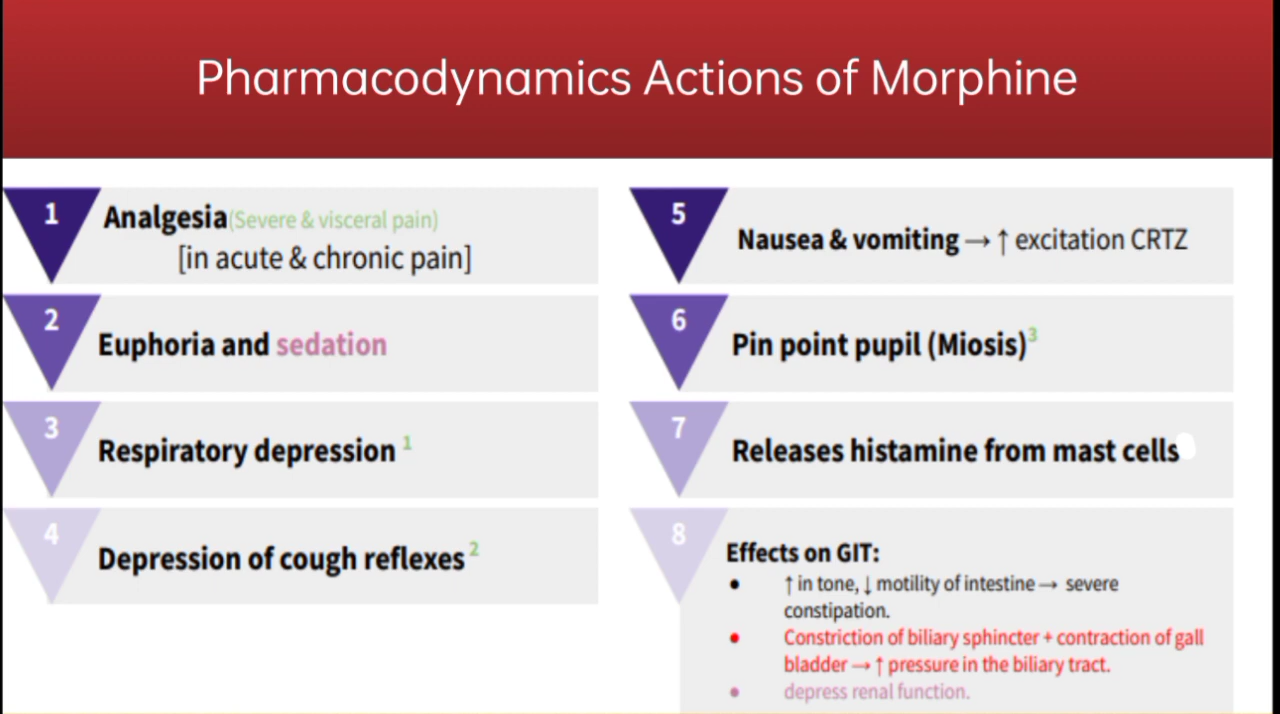 Pharmacodynamics Actions of Morphine
1
Analgesia(Severe & visceral pain)
[in acute & chronic pain]
2
Euphoria and sedation
3
Respiratory depression 1
4
Depression of cough reflexes 2
5
Nausea & vomiting → ↑ excitation CRTZ
6
Pin point pupil (Miosis)3
7
Releases histamine from mast cells
8
Effects on GIT:
● ↑ in tone, ↓ motility of intestine → severe
constipation.
● Constriction of biliary sphincter + contraction of gall
bladder → ↑ pressure in the biliary tract.
● depress renal function.